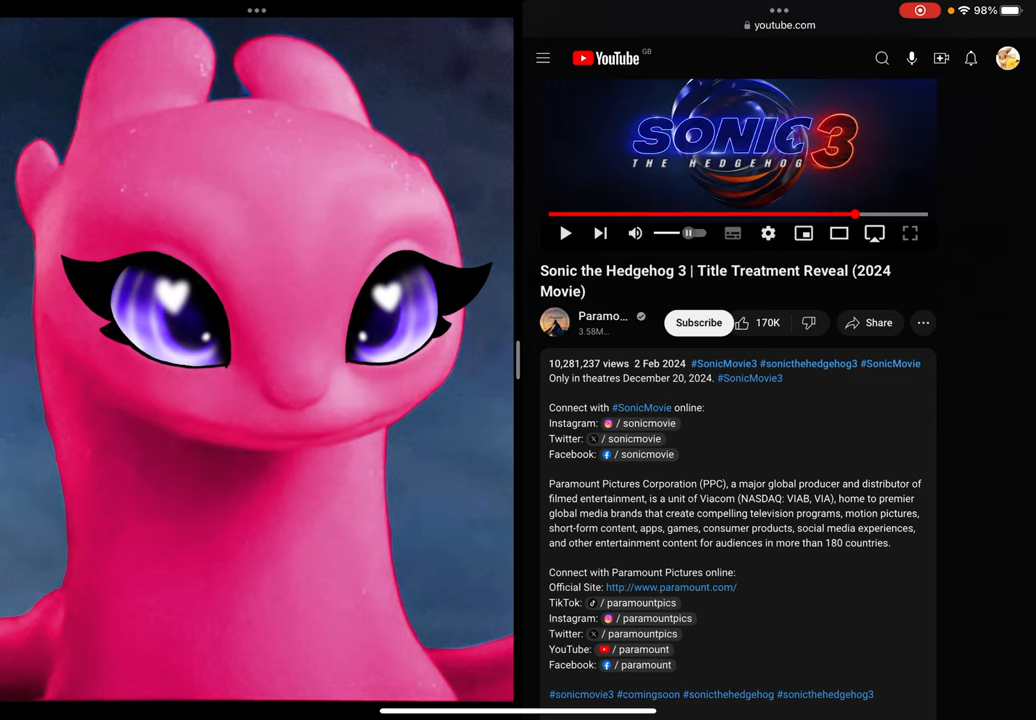 98%
youtube.com
YouTube GB
SONIC 3
THE HEDGEHOG
Sonic the Hedgehog 3 | Title Treatment Reveal (2024
Movie)
Paramo...
3.58M...
Subscribe
170K
Share
10,281,237 views 2 Feb 2024 #SonicMovie3 #sonicthehedgehog3 #SonicMovie
Only in theatres December 20, 2024. #SonicMovie3
Connect with #SonicMovie online:
Instagram: / sonicmovie
Twitter: / sonicmovie
Facebook: / sonicmovie
Paramount Pictures Corporation (PPC), a major global producer and distributor of
filmed entertainment, is a unit of Viacom (NASDAQ: VIAB, VIA), home to premier
global media brands that create compelling television programs, motion pictures,
short-form content, apps, games, consumer products, social media experiences,
and other entertainment content for audiences in more than 180 countries.
Connect with Paramount Pictures online:
Official Site: http://www.paramount.com/
TikTok: / paramountpics
Instagram: / paramountpics
Twitter: / paramountpics
YouTube: / paramount
Facebook: / paramount
#sonicmovie3 #comingsoon #sonicthehedgehog #sonicthehedgehog3